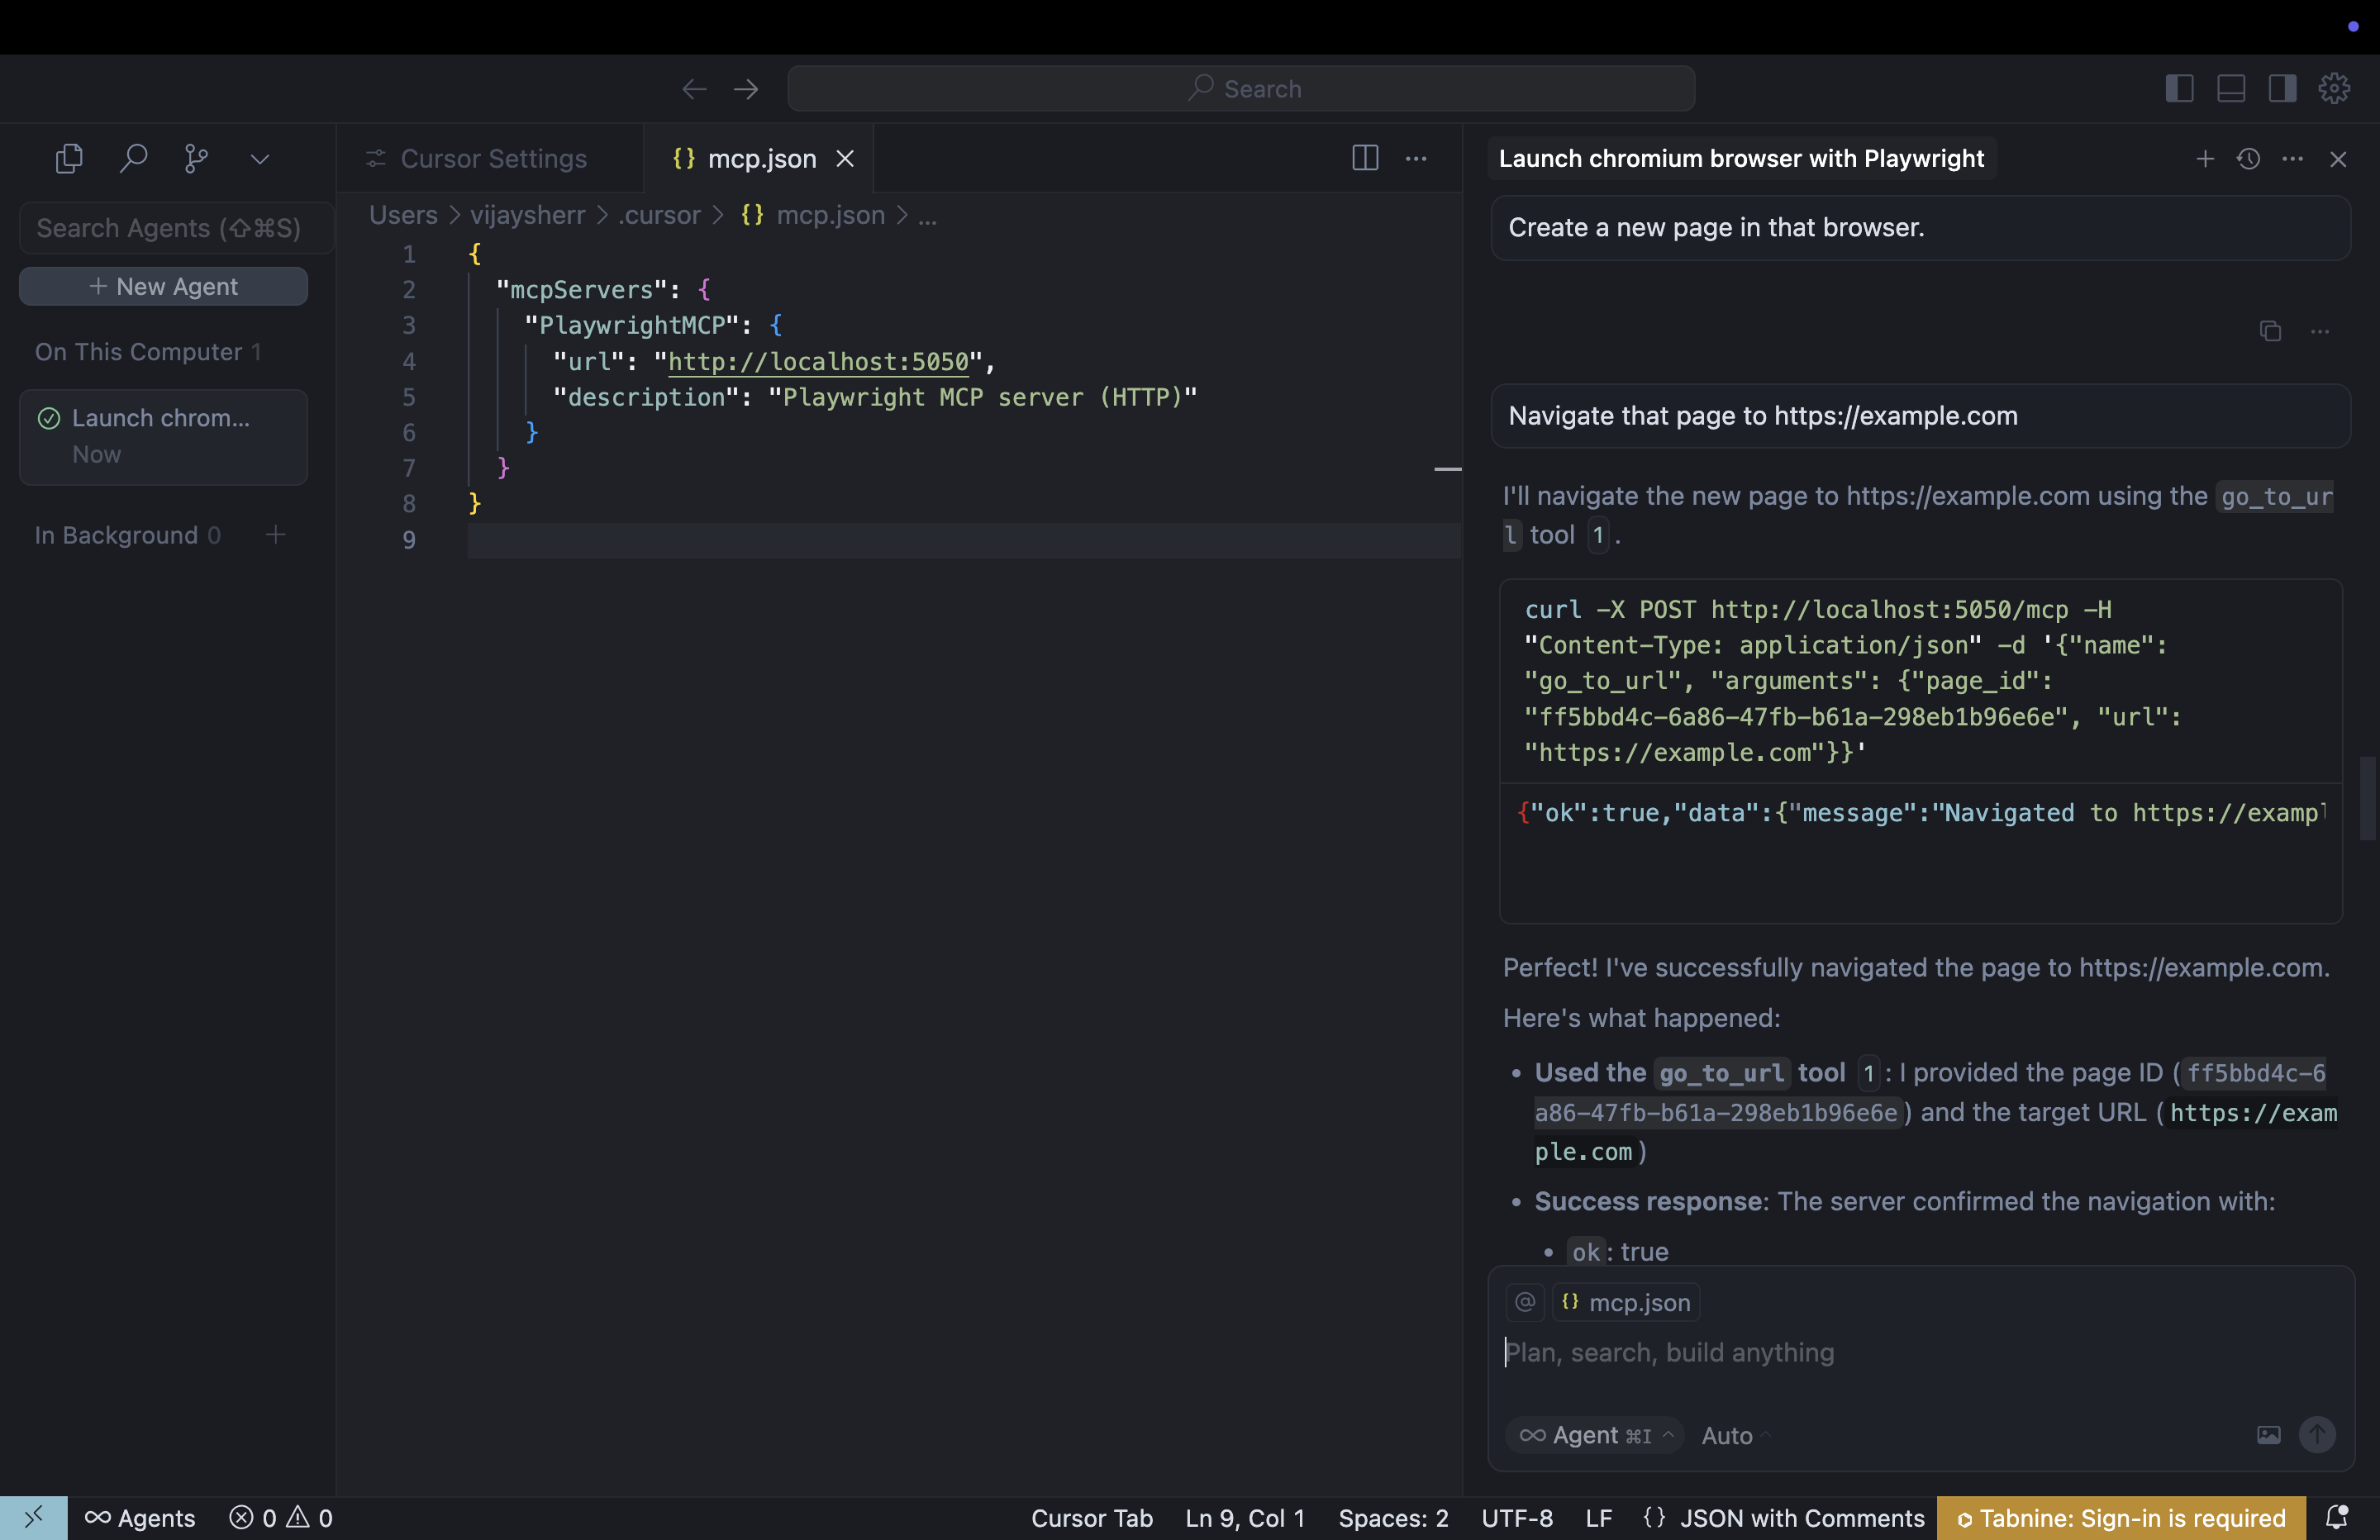 Search
Cursor Settings
{} mcp.json
Launch chromium browser with Playwright
Search Agents (⇧⌘S)
+ New Agent
On This Computer 1
Launch chrom...
Now
In Background 0
Users > vijaysherr > .cursor > {} mcp.json > ...
1 {
2 "mcpServers": {
3 "PlaywrightMCP": {
4 "url": "http://localhost:5050",
5 "description": "Playwright MCP server (HTTP)"
6 }
7 }
8 }
9
Create a new page in that browser.
Navigate that page to https://example.com
I'll navigate the new page to https://example.com using the go_to_ur
l tool 1 .
curl -X POST http://localhost:5050/mcp -H
"Content-Type: application/json" -d '{"name":
"go_to_url", "arguments": {"page_id":
"ff5bbd4c-6a86-47fb-b61a-298eb1b96e6e", "url":
"https://example.com"}}'
{"ok":true,"data":{"message":"Navigated to https://exampl
Perfect! I've successfully navigated the page to https://example.com.
Here's what happened:
• Used the go_to_url tool 1 : I provided the page ID ( ff5bbd4c-6
a86-47fb-b61a-298eb1b96e6e ) and the target URL ( https://exam
ple.com )
• Success response: The server confirmed the navigation with:
• ok : true
@ {} mcp.json
Plan, search, build anything
∞ Agent ⌘I Auto
∞ Agents 0 0
Cursor Tab Ln 9, Col 1 Spaces: 2 UTF-8 LF {} JSON with Comments Tabnine: Sign-in is required